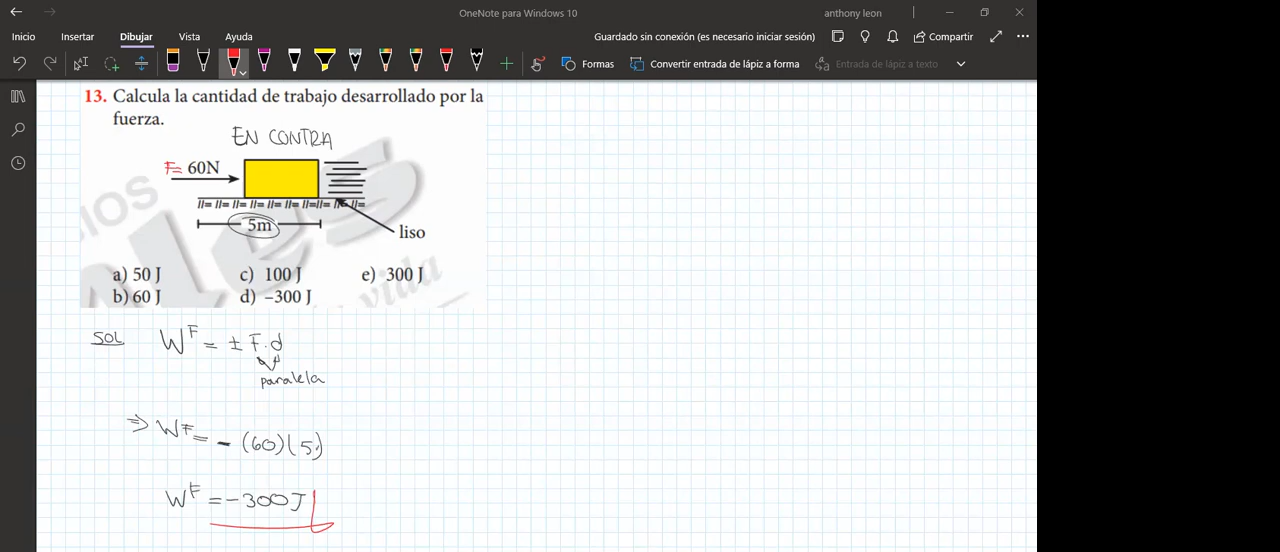 OneNote para Windows 10
anthony leon
Inicio Insertar Dibujar Vista Ayuda
Guardado sin conexión (es necesario iniciar sesión)
Compartir
Formas
Convertir entrada de lápiz a forma
Entrada de lápiz a texto
13. Calcula la cantidad de trabajo desarrollado por la
fuerza.
EN CONTRA
F= 60N
5m
liso
a) 50 J c) 100 J e) 300 J
b) 60 J d) –300 J
SOL W^F = ± F.d
paralela
⇒ W^F = - (60)(5)
W^F = -300J